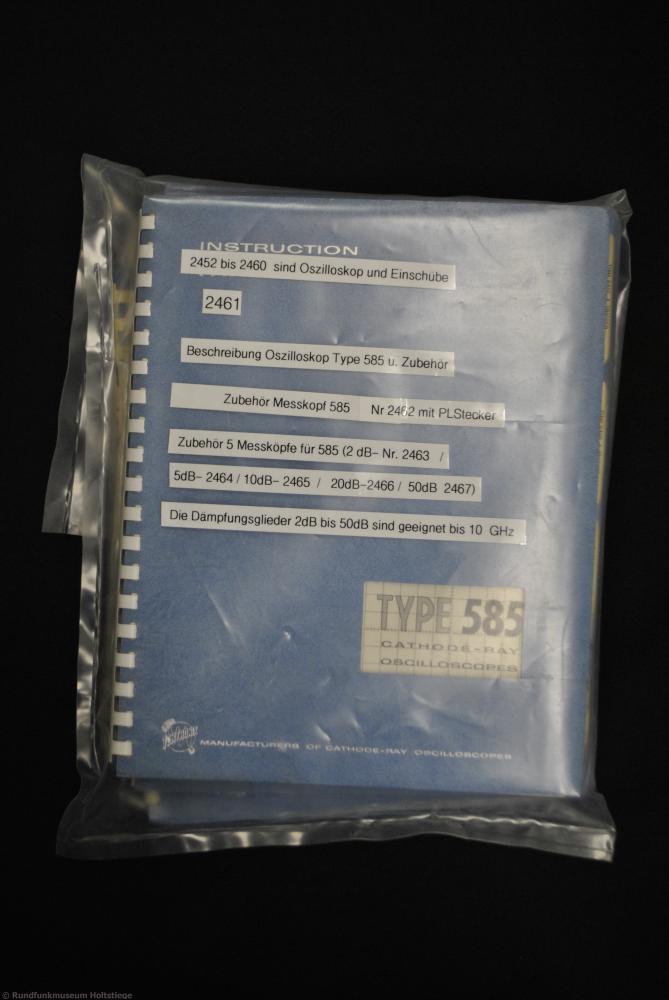 INSTRUCTION
2452 bis 2460 sind Oszilloskop und Einschübe
2461
Beschreibung Oszilloskop Type 585 u. Zubehör
Zubehör Messkopf 585 Nr 2462 mit PLStecker
Zubehör 5 Messköpfe für 585 (2 dB– Nr. 2463 /
5dB– 2464 / 10dB– 2465 / 20dB–2466 / 50dB 2467)
Die Dämpfungsglieder 2dB bis 50dB sind geeignet bis 10 GHz
TYPE 585
CATHODE-RAY
OSCILLOSCOPES
Tektronix
MANUFACTURERS OF CATHODE-RAY OSCILLOSCOPES
© Rundfunkmuseum Holtstiege